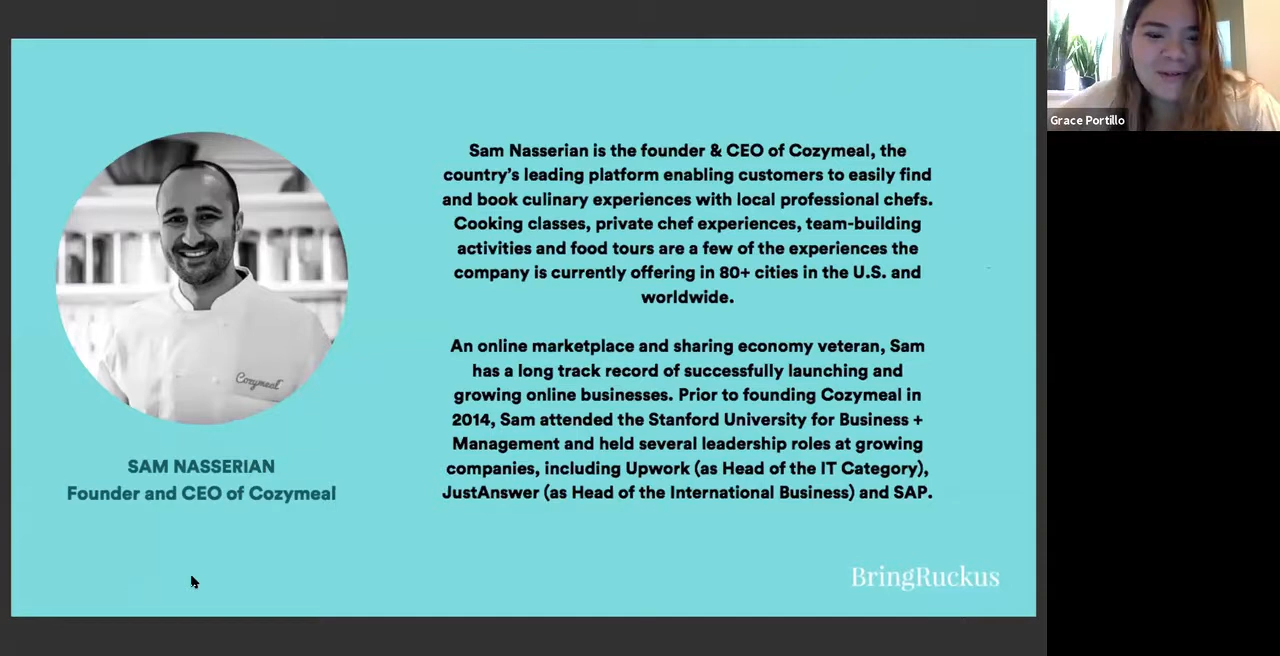 Grace Portillo
Sam Nasserian is the founder & CEO of Cozymeal, the
country's leading platform enabling customers to easily find
and book culinary experiences with local professional chefs.
Cooking classes, private chef experiences, team-building
activities and food tours are a few of the experiences the
company is currently offering in 80+ cities in the U.S. and
worldwide.
An online marketplace and sharing economy veteran, Sam
has a long track record of successfully launching and
growing online businesses. Prior to founding Cozymeal in
2014, Sam attended the Stanford University for Business +
Management and held several leadership roles at growing
companies, including Upwork (as Head of the IT Category),
JustAnswer (as Head of the International Business) and SAP.
Cozymeal
SAM NASSERIAN
Founder and CEO of Cozymeal
BringRuckus